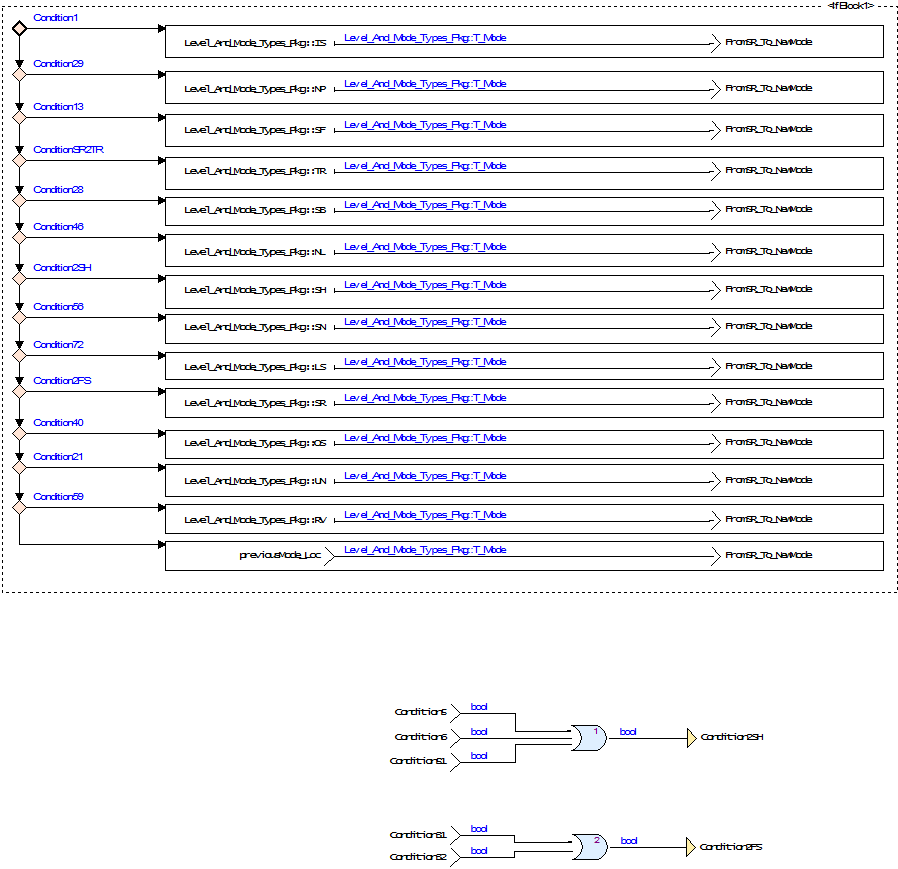 <IfBlock1>
Condition1
Level_And_Mode_Types_Pkg::IS Level_And_Mode_Types_Pkg::T_Mode FromSR_To_NewMode
Condition29
Level_And_Mode_Types_Pkg::NP Level_And_Mode_Types_Pkg::T_Mode FromSR_To_NewMode
Condition13
Level_And_Mode_Types_Pkg::SF Level_And_Mode_Types_Pkg::T_Mode FromSR_To_NewMode
ConditionSR2TR
Level_And_Mode_Types_Pkg::TR Level_And_Mode_Types_Pkg::T_Mode FromSR_To_NewMode
Condition28
Level_And_Mode_Types_Pkg::SB Level_And_Mode_Types_Pkg::T_Mode FromSR_To_NewMode
Condition46
Level_And_Mode_Types_Pkg::NL Level_And_Mode_Types_Pkg::T_Mode FromSR_To_NewMode
Condition2SH
Level_And_Mode_Types_Pkg::SH Level_And_Mode_Types_Pkg::T_Mode FromSR_To_NewMode
Condition56
Level_And_Mode_Types_Pkg::SN Level_And_Mode_Types_Pkg::T_Mode FromSR_To_NewMode
Condition72
Level_And_Mode_Types_Pkg::LS Level_And_Mode_Types_Pkg::T_Mode FromSR_To_NewMode
Condition2FS
Level_And_Mode_Types_Pkg::SR Level_And_Mode_Types_Pkg::T_Mode FromSR_To_NewMode
Condition40
Level_And_Mode_Types_Pkg::OS Level_And_Mode_Types_Pkg::T_Mode FromSR_To_NewMode
Condition21
Level_And_Mode_Types_Pkg::UN Level_And_Mode_Types_Pkg::T_Mode FromSR_To_NewMode
Condition59
Level_And_Mode_Types_Pkg::RV Level_And_Mode_Types_Pkg::T_Mode FromSR_To_NewMode
previousMode_Loc Level_And_Mode_Types_Pkg::T_Mode FromSR_To_NewMode
Condition5 bool
Condition6 bool 1 bool Condition2SH
Condition51 bool
Condition31 bool
2 bool Condition2FS
Condition32 bool